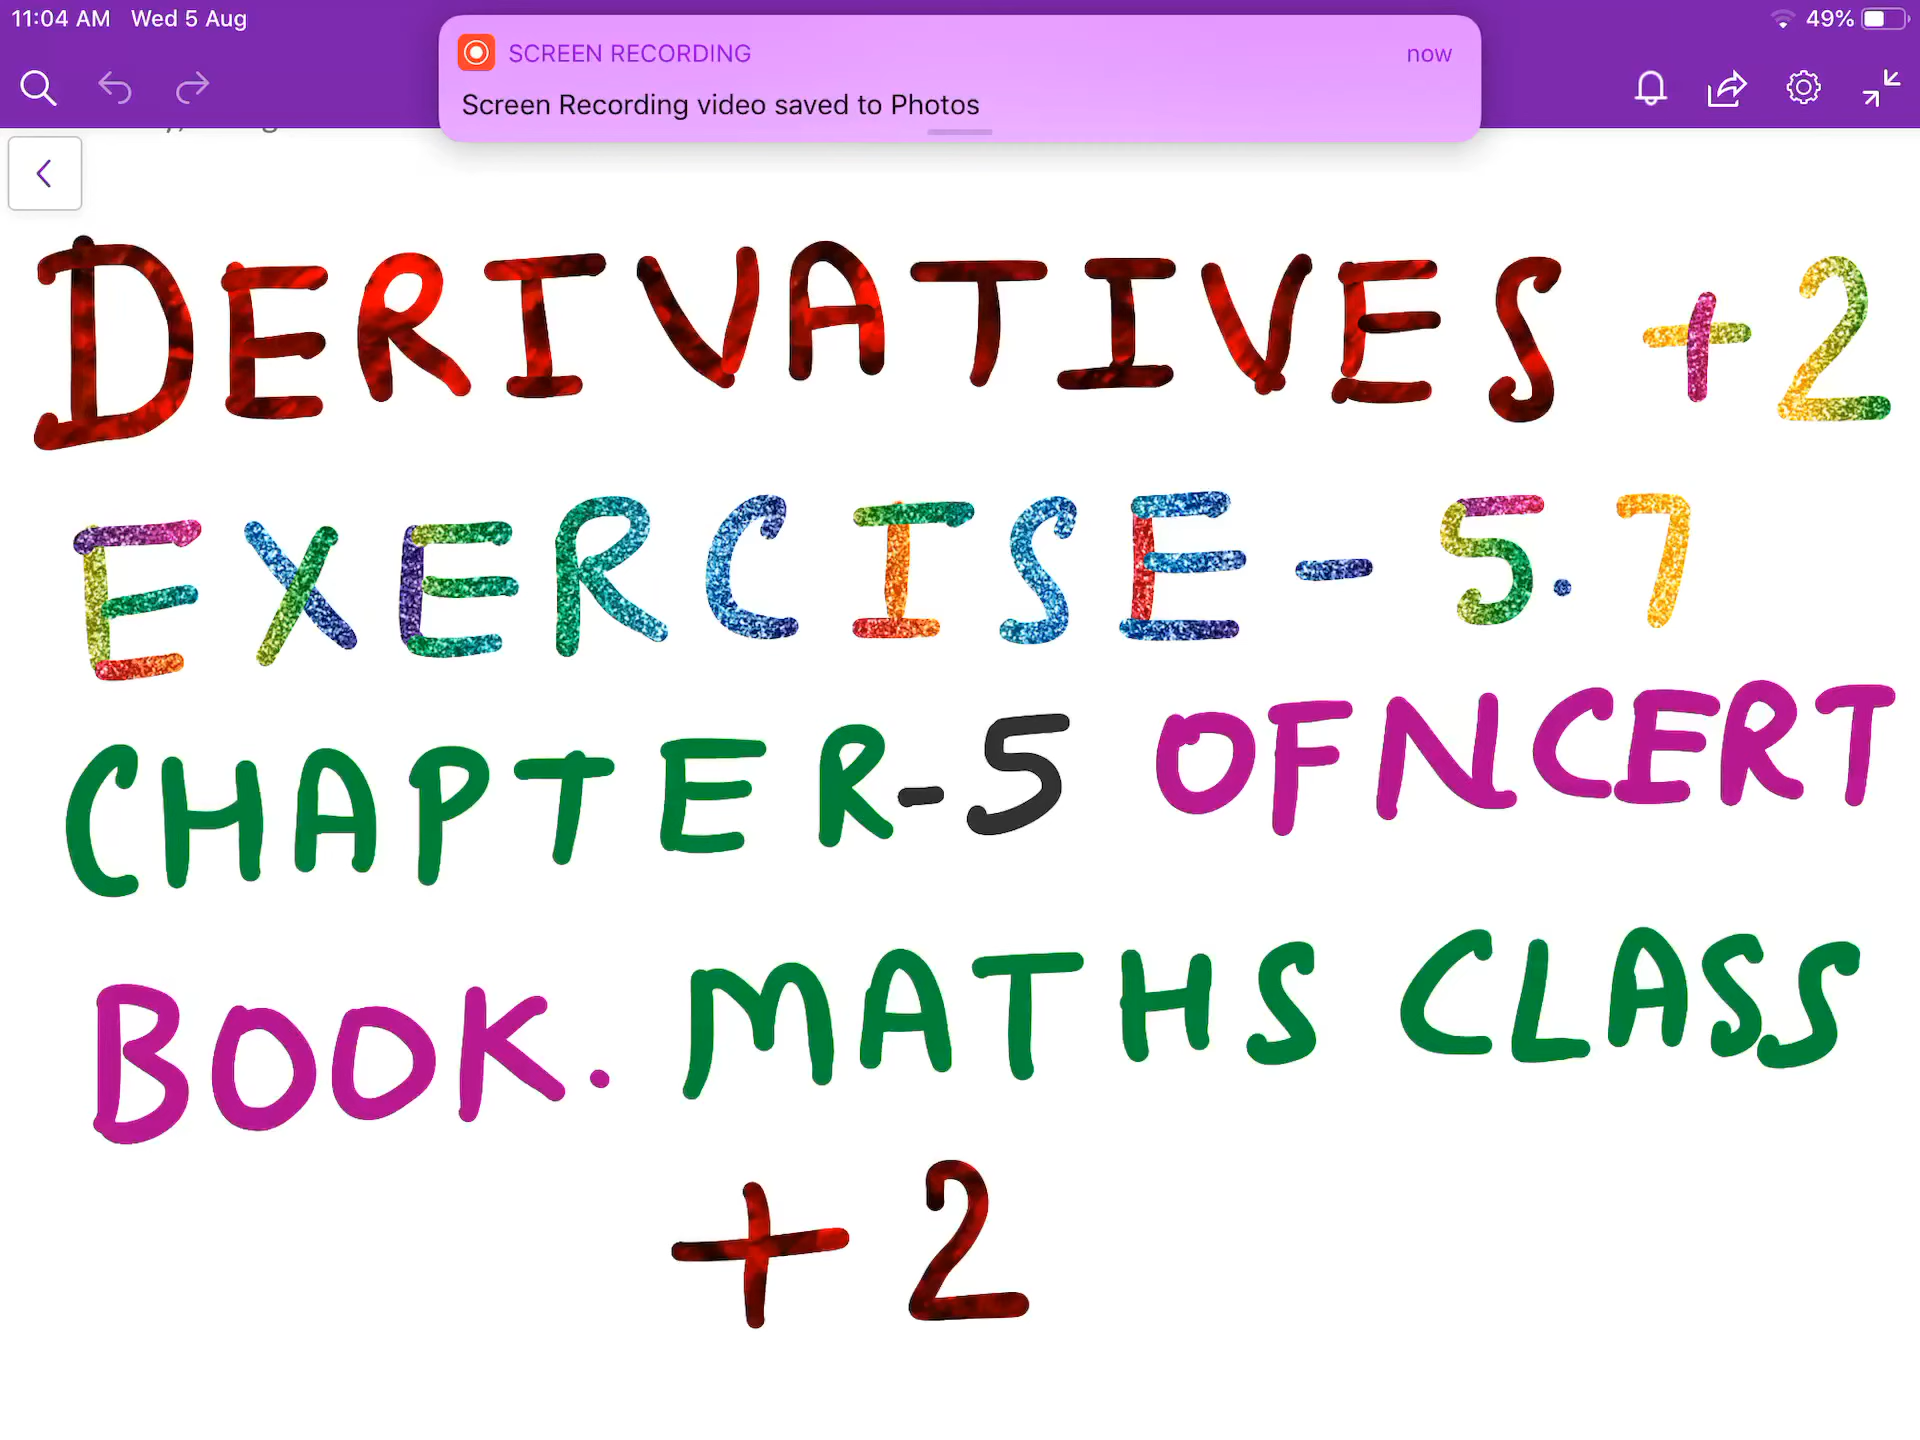 11:04 AM Wed 5 Aug 49%
SCREEN RECORDING now
Screen Recording video saved to Photos
DERIVATIVES +2
EXERCISE - 5.7
CHAPTER-5 OF NCERT
BOOK. MATHS CLASS
+2